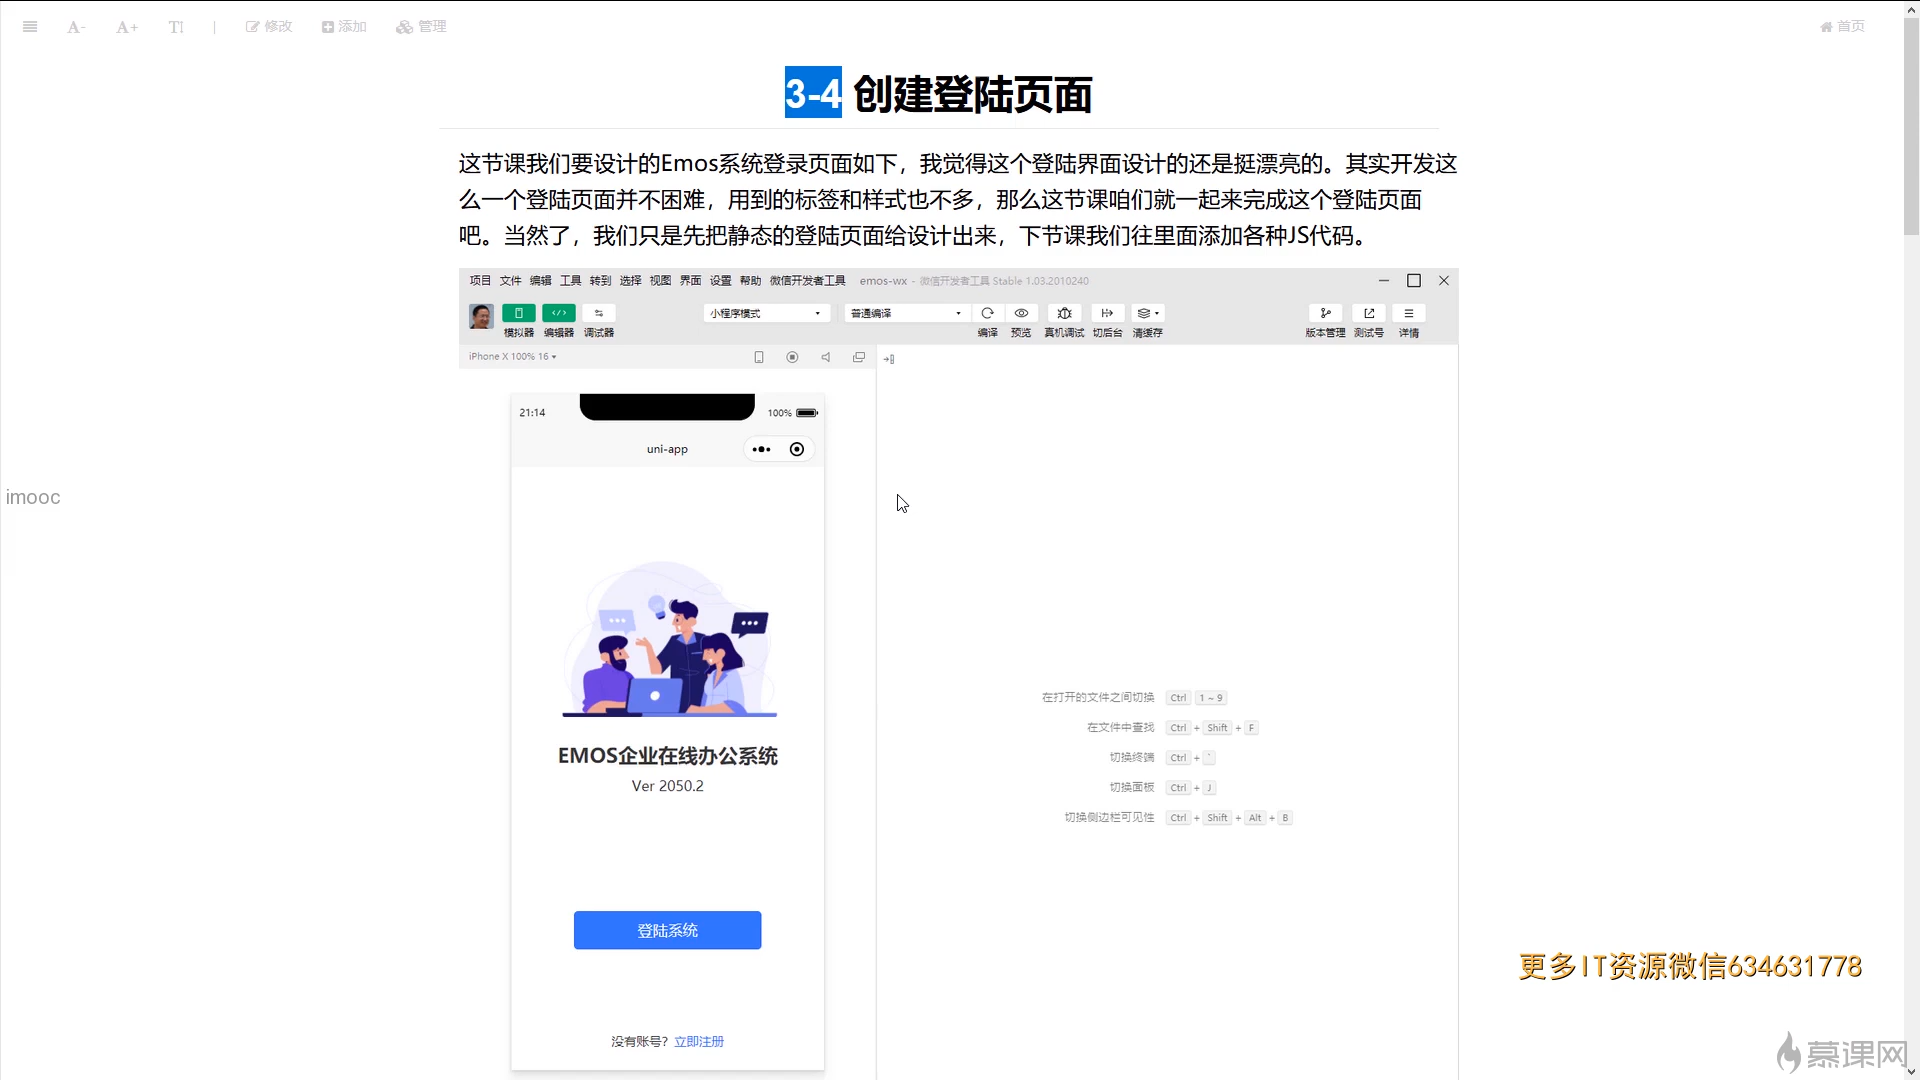 A- A+ T! | 修改 添加 管理 首页
3-4 创建登陆页面
这节课我们要设计的Emos系统登录页面如下，我觉得这个登陆界面设计的还是挺漂亮的。其实开发这
么一个登陆页面并不困难，用到的标签和样式也不多，那么这节课咱们就一起来完成这个登陆页面
吧。当然了，我们只是先把静态的登陆页面给设计出来，下节课我们往里面添加各种JS代码。
项目 文件 编辑 工具 转到 选择 视图 界面 设置 帮助 微信开发者工具 emos-wx - 微信开发者工具 Stable 1.03.2010240
小程序模式 普通编译
模拟器 编辑器 调试器 编译 预览 真机调试 切后台 清缓存 版本管理 测试号 详情
iPhone X 100% 16
21:14 100%
uni-app
imooc
在打开的文件之间切换 Ctrl 1 ~ 9
在文件中查找 Ctrl + Shift + F
切换终端 Ctrl + `
切换面板 Ctrl + J
切换侧边栏可见性 Ctrl + Shift + Alt + B
EMOS企业在线办公系统
Ver 2050.2
登陆系统
更多IT资源微信634631778
没有账号？ 立即注册
慕课网